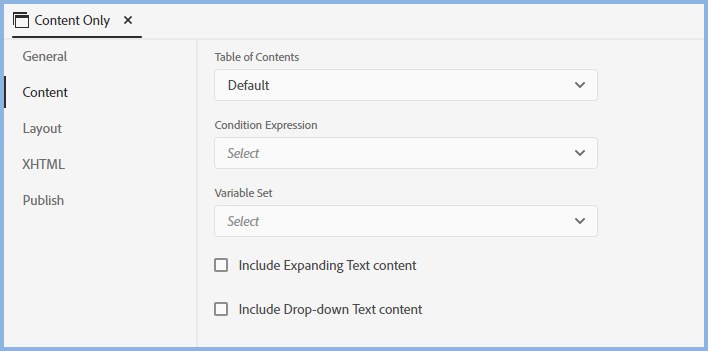 Content Only
General
Content
Layout
XHTML
Publish
Table of Contents
Default
Condition Expression
Select
Variable Set
Select
Include Expanding Text content
Include Drop-down Text content